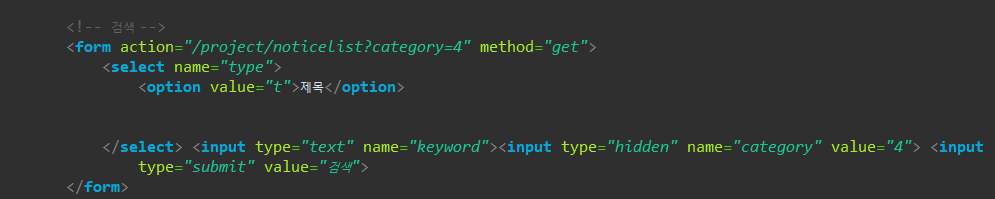 <!-- 검색 -->
<form action="/project/noticelist?category=4" method="get">
<select name="type">
<option value="t">제목</option>
</select> <input type="text" name="keyword"><input type="hidden" name="category" value="4"> <input
type="submit" value="검색">
</form>